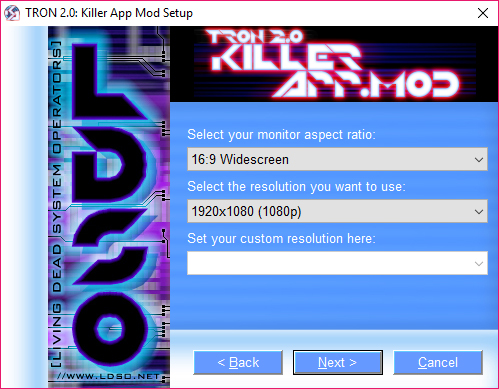 TRON 2.0: Killer App Mod Setup
TRON 2.0
KILLER
APP.MOD
LDSO
[LIVING DEAD SYSTEM OPERATORS]
//WWW.LDSO.NET
Select your monitor aspect ratio:
16:9 Widescreen
Select the resolution you want to use:
1920x1080 (1080p)
Set your custom resolution here:
< Back
Next >
Cancel